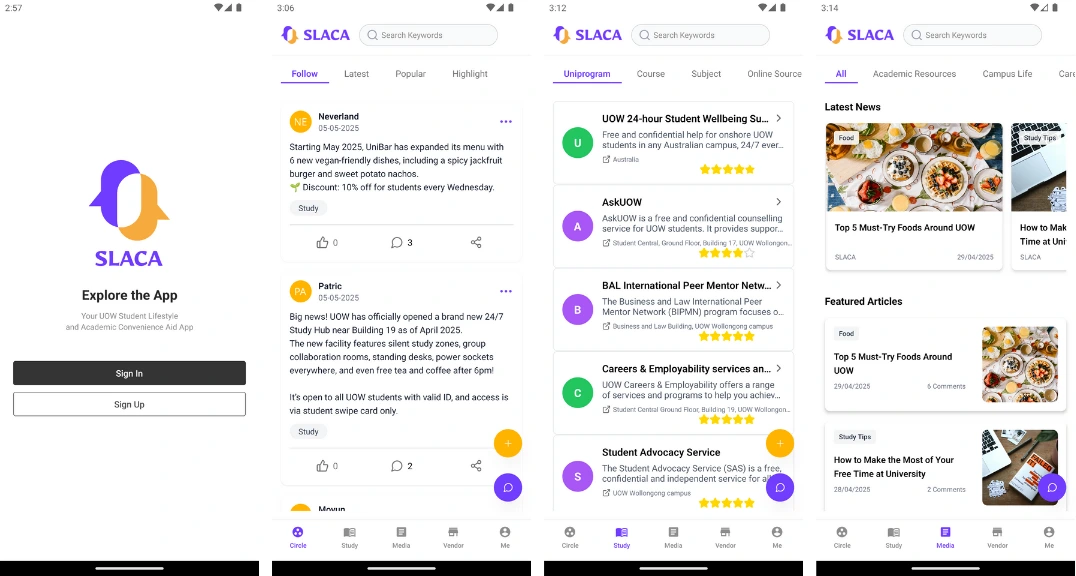 2:57
SLACA
Explore the App
Your UOW Student Lifestyle
and Academic Convenience Aid App
Sign In
Sign Up
3:06
SLACA
Search Keywords
Follow
Latest
Popular
Highlight
NE
Neverland
05-05-2025
Starting May 2025, UniBar has expanded its menu with
6 new vegan-friendly dishes, including a spicy jackfruit
burger and sweet potato nachos.
🌱 Discount: 10% off for students every Wednesday.
Study
0
3
PA
Patric
05-05-2025
Big news! UOW has officially opened a brand new 24/7
Study Hub near Building 19 as of April 2025.
The new facility features silent study zones, group
collaboration rooms, standing desks, power sockets
everywhere, and even free tea and coffee after 6pm!
It's open to all UOW students with valid ID, and access is
via student swipe card only.
Study
0
2
Circle
Study
Media
Vendor
Me
3:12
SLACA
Search Keywords
Uniprogram
Course
Subject
Online Source
U
UOW 24-hour Student Wellbeing Su...
Free and confidential help for onshore UOW
students in any Australian campus, 24/7 ever...
Australia
A
AskUOW
AskUOW is a free and confidential counselling
service for UOW students. It provides suppor...
Student Central, Ground Floor, Building 17, UOW Wollongon...
B
BAL International Peer Mentor Netw...
The Business and Law International Peer
Mentor Network (BIPMN) program focuses o...
Business and Law Building, UOW Wollongong campus
C
Careers & Employability services an...
UOW Careers & Employability offers a range
of services and programs to help you achiev...
Student Central Ground Floor, Building 19, UOW Wollongon...
S
Student Advocacy Service
The Student Advocacy Service (SAS) is a free,
confidential and independent service for al
UOW Wollongong campus
Circle
Study
Media
Vendor
Me
3:14
SLACA
Search Keywords
All
Academic Resources
Campus Life
Care
Latest News
Food
Top 5 Must-Try Foods Around UOW
SLACA
29/04/2025
Study Tips
How to Mak
Time at Uni
SLACA
Featured Articles
Food
Top 5 Must-Try Foods Around
UOW
29/04/2025
6 Comments
Study Tips
How to Make the Most of Your
Free Time at University
28/04/2025
2 Comments
Circle
Study
Media
Vendor
Me